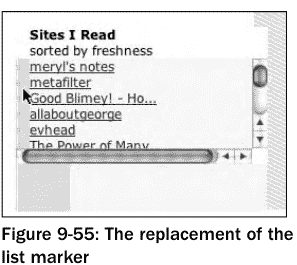 Sites I Read
sorted by freshness
meryl's notes
metafilter
Good Blimey! - Ho...
allaboutgeorge
evhead
The Power of Many
Figure 9-55: The replacement of the
list marker